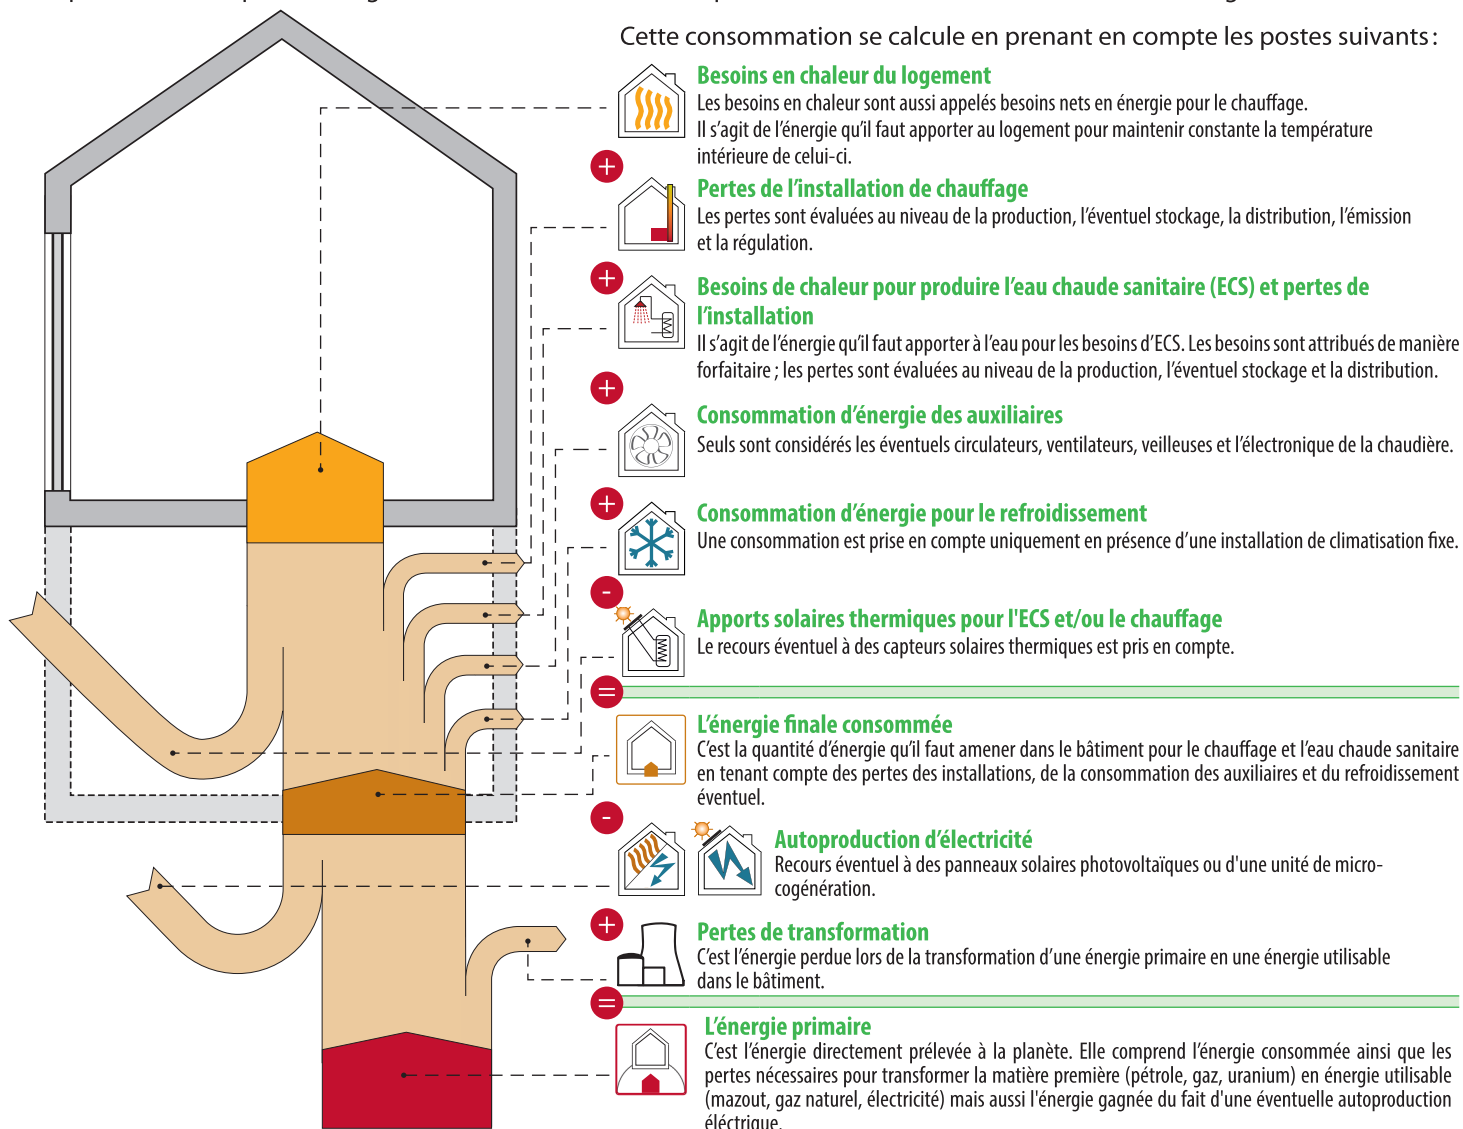 Cette consommation se calcule en prenant en compte les postes suivants :
Besoins en chaleur du logement
Les besoins en chaleur sont aussi appelés besoins nets en énergie pour le chauffage.
Il s'agit de l'énergie qu'il faut apporter au logement pour maintenir constante la température
intérieure de celui-ci.
+
Pertes de l'installation de chauffage
Les pertes sont évaluées au niveau de la production, l'éventuel stockage, la distribution, l'émission
et la régulation.
+
Besoins de chaleur pour produire l'eau chaude sanitaire (ECS) et pertes de
l'installation
Il s'agit de l'énergie qu'il faut apporter à l'eau pour les besoins d'ECS. Les besoins sont attribués de manière
forfaitaire ; les pertes sont évaluées au niveau de la production, l'éventuel stockage et la distribution.
+
Consommation d'énergie des auxiliaires
Seuls sont considérés les éventuels circulateurs, ventilateurs, veilleuses et l'électronique de la chaudière.
+
Consommation d'énergie pour le refroidissement
Une consommation est prise en compte uniquement en présence d'une installation de climatisation fixe.
-
Apports solaires thermiques pour l'ECS et/ou le chauffage
Le recours éventuel à des capteurs solaires thermiques est pris en compte.
=
L'énergie finale consommée
C'est la quantité d'énergie qu'il faut amener dans le bâtiment pour le chauffage et l'eau chaude sanitaire
en tenant compte des pertes des installations, de la consommation des auxiliaires et du refroidissement
éventuel.
-
Autoproduction d'électricité
Recours éventuel à des panneaux solaires photovoltaïques ou d'une unité de micro-
cogénération.
+
Pertes de transformation
C'est l'énergie perdue lors de la transformation d'une énergie primaire en une énergie utilisable
dans le bâtiment.
=
L'énergie primaire
C'est l'énergie directement prélevée à la planète. Elle comprend l'énergie consommée ainsi que les
pertes nécessaires pour transformer la matière première (pétrole, gaz, uranium) en énergie utilisable
(mazout, gaz naturel, électricité) mais aussi l'énergie gagnée du fait d'une éventuelle autoproduction
éléctrique.